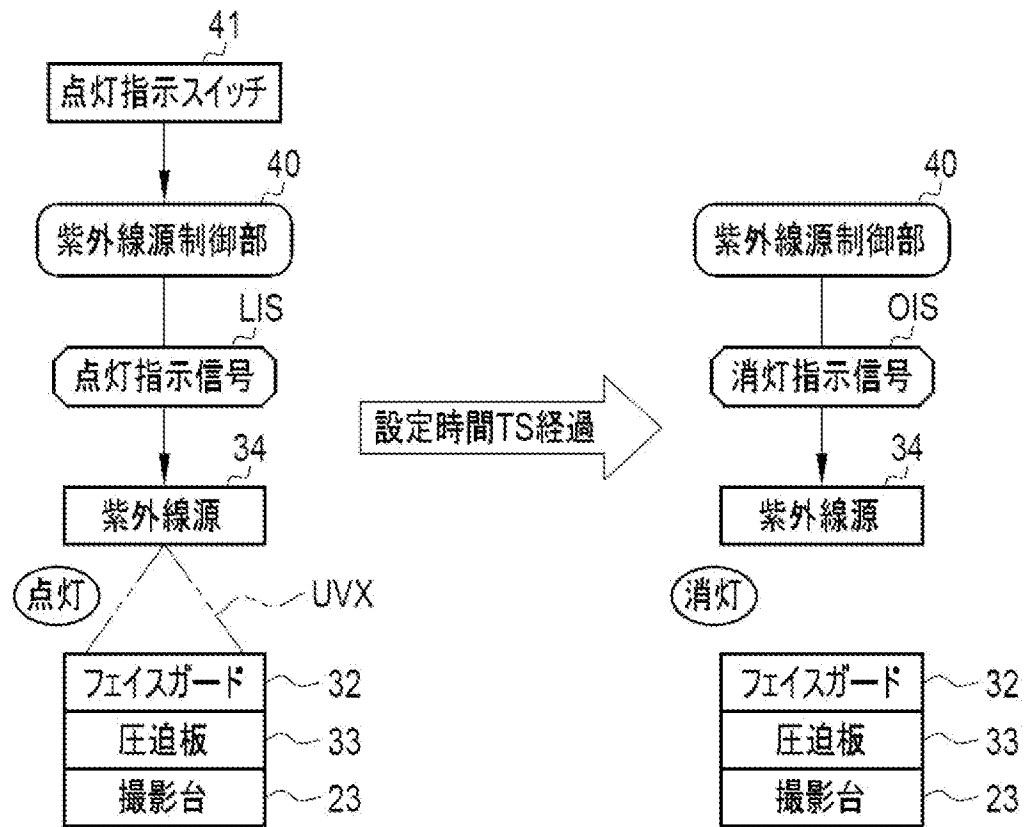 41
点灯指示スイッチ
40
紫外線源制御部
LIS
点灯指示信号
34
紫外線源
点灯
UVX
フェイスガード
32
圧迫板
33
撮影台
23
設定時間TS経過
40
紫外線源制御部
OIS
消灯指示信号
34
紫外線源
消灯
フェイスガード
32
圧迫板
33
撮影台
23